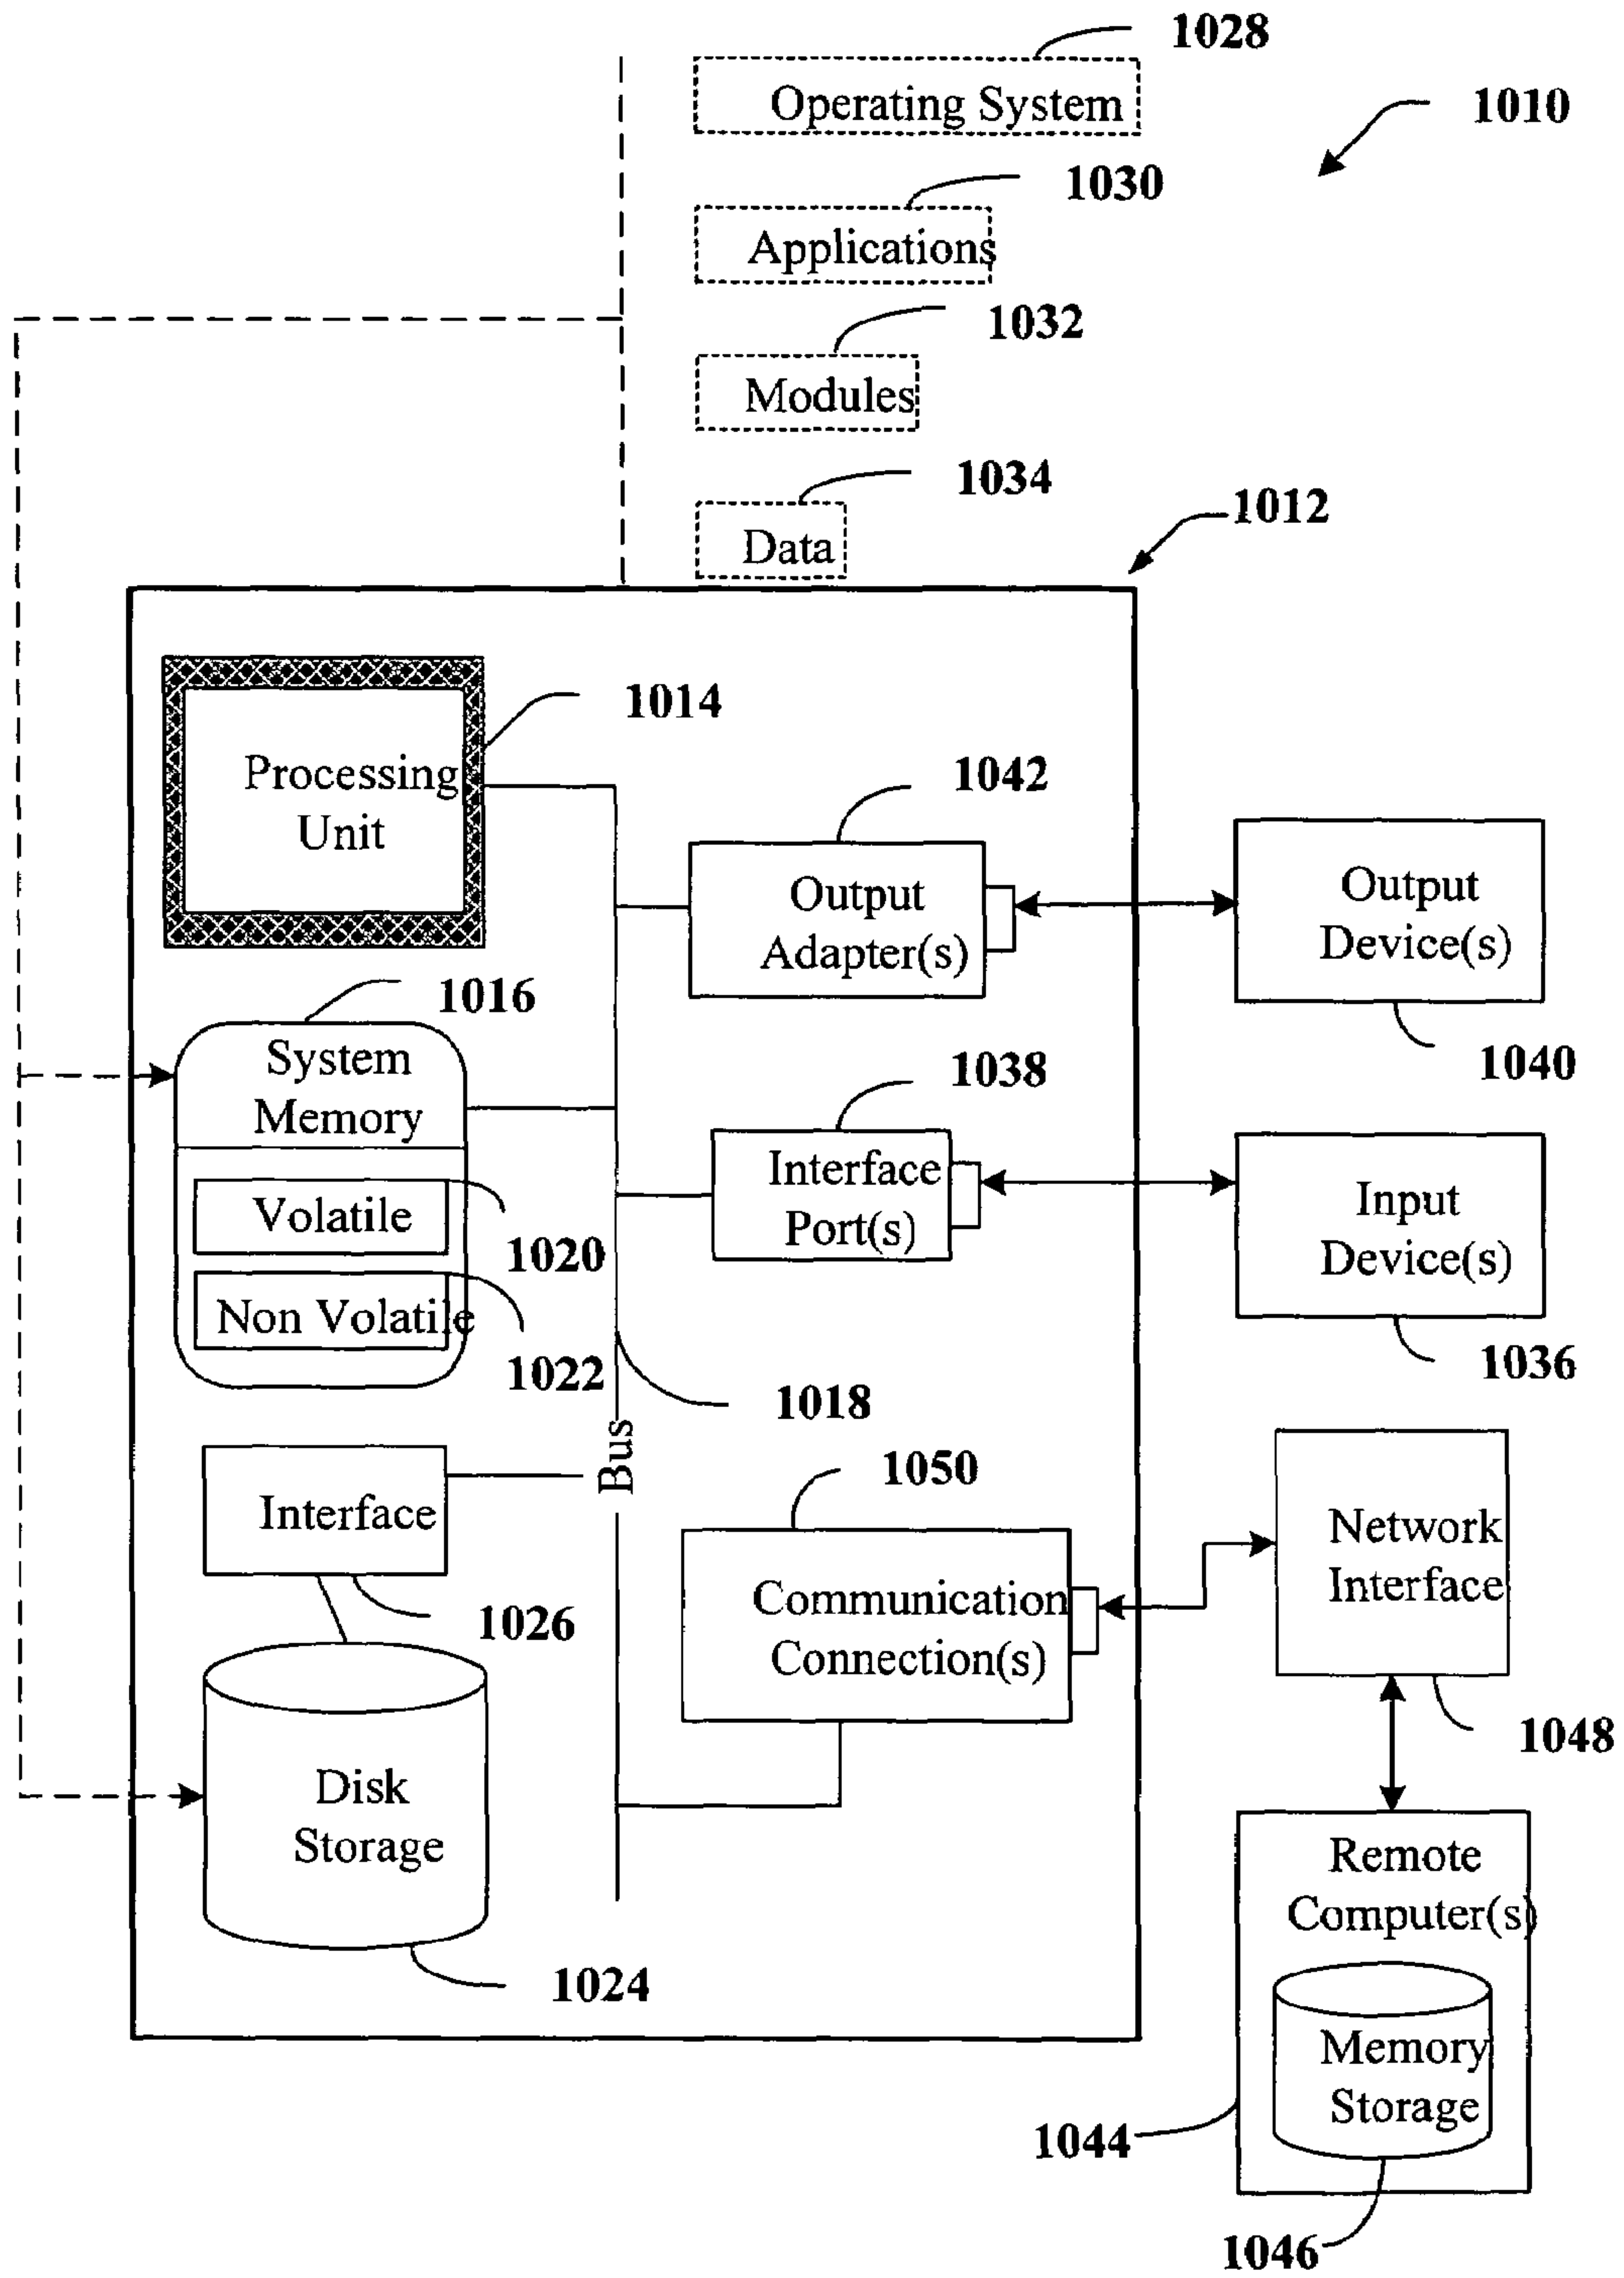 1028
Operating System
1010
1030
Applications
1032
Modules
1034
Data
1012
1014
Processing
Unit
1042
Output
Adapter(s)
Output
Device(s)
1040
1016
System
Memory
1038
Interface
Port(s)
Input
Device(s)
1036
Volatile
1020
Non Volatile
1022
1018
Bus
Interface
1026
1050
Communication
Connection(s)
Network
Interface
1048
Disk
Storage
1024
Remote
Computer(s)
Memory
Storage
1044
1046